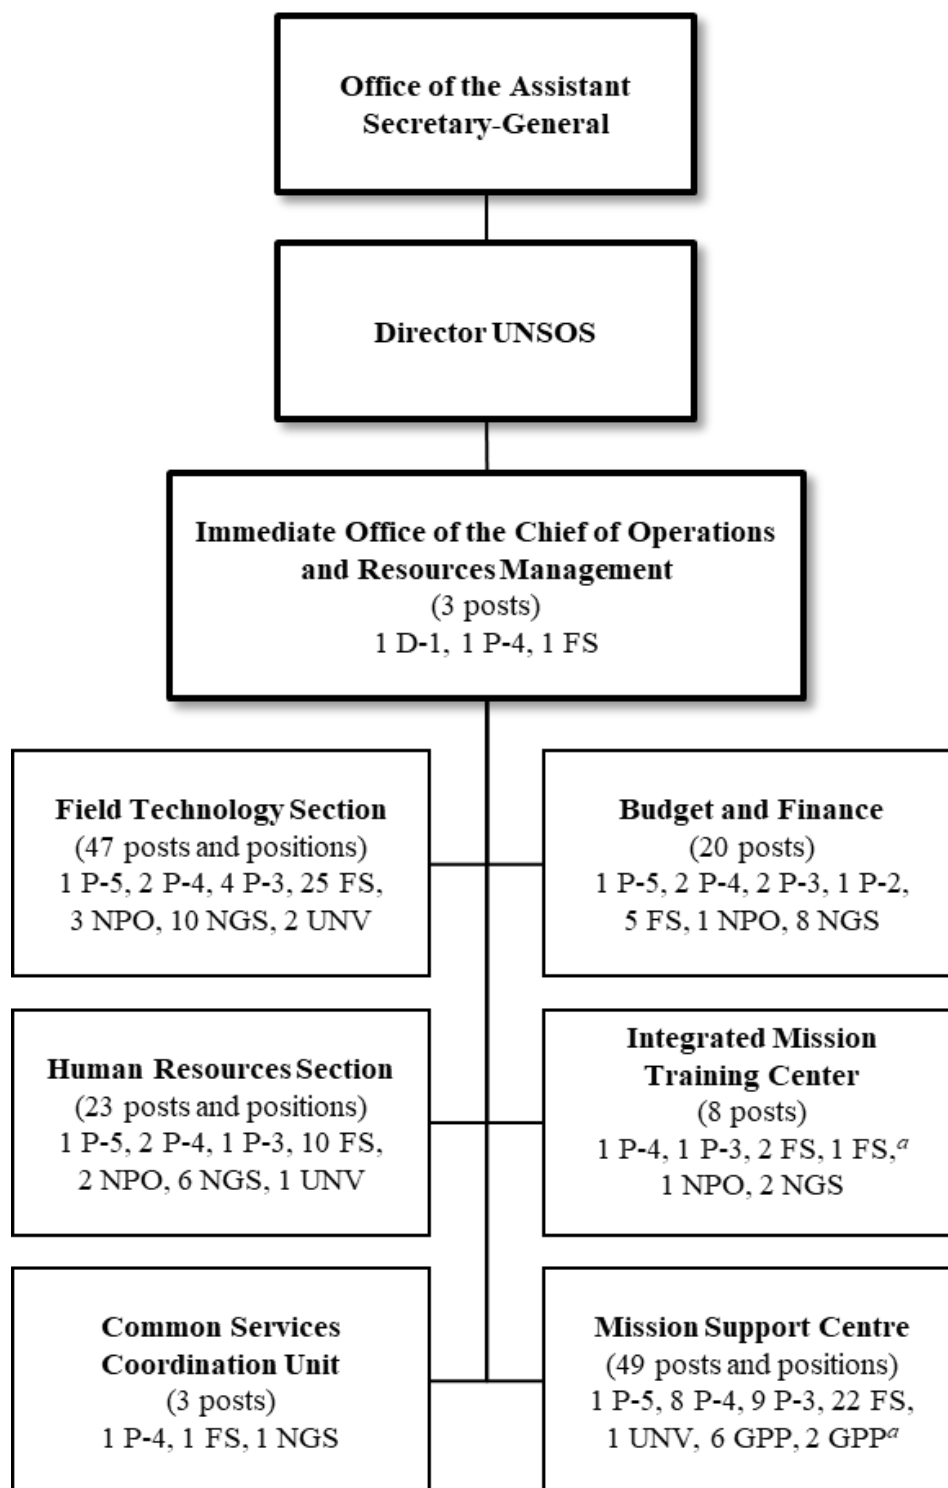 Office of the Assistant
Secretary-General
Director UNSOS
Immediate Office of the Chief of Operations
and Resources Management
(3 posts)
1 D-1, 1 P-4, 1 FS
Field Technology Section
(47 posts and positions)
1 P-5, 2 P-4, 4 P-3, 25 FS,
3 NPO, 10 NGS, 2 UNV
Budget and Finance
(20 posts)
1 P-5, 2 P-4, 2 P-3, 1 P-2,
5 FS, 1 NPO, 8 NGS
Human Resources Section
(23 posts and positions)
1 P-5, 2 P-4, 1 P-3, 10 FS,
2 NPO, 6 NGS, 1 UNV
Integrated Mission
Training Center
(8 posts)
1 P-4, 1 P-3, 2 FS, 1 FS,a
1 NPO, 2 NGS
Common Services
Coordination Unit
(3 posts)
1 P-4, 1 FS, 1 NGS
Mission Support Centre
(49 posts and positions)
1 P-5, 8 P-4, 9 P-3, 22 FS,
1 UNV, 6 GPP, 2 GPPa